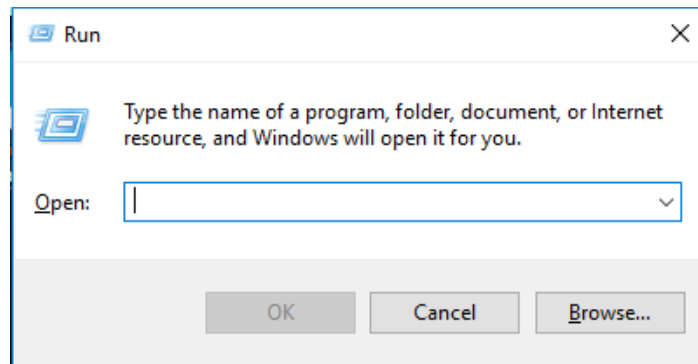 Run
Type the name of a program, folder, document, or Internet
resource, and Windows will open it for you.
Open:
OK
Cancel
Browse...